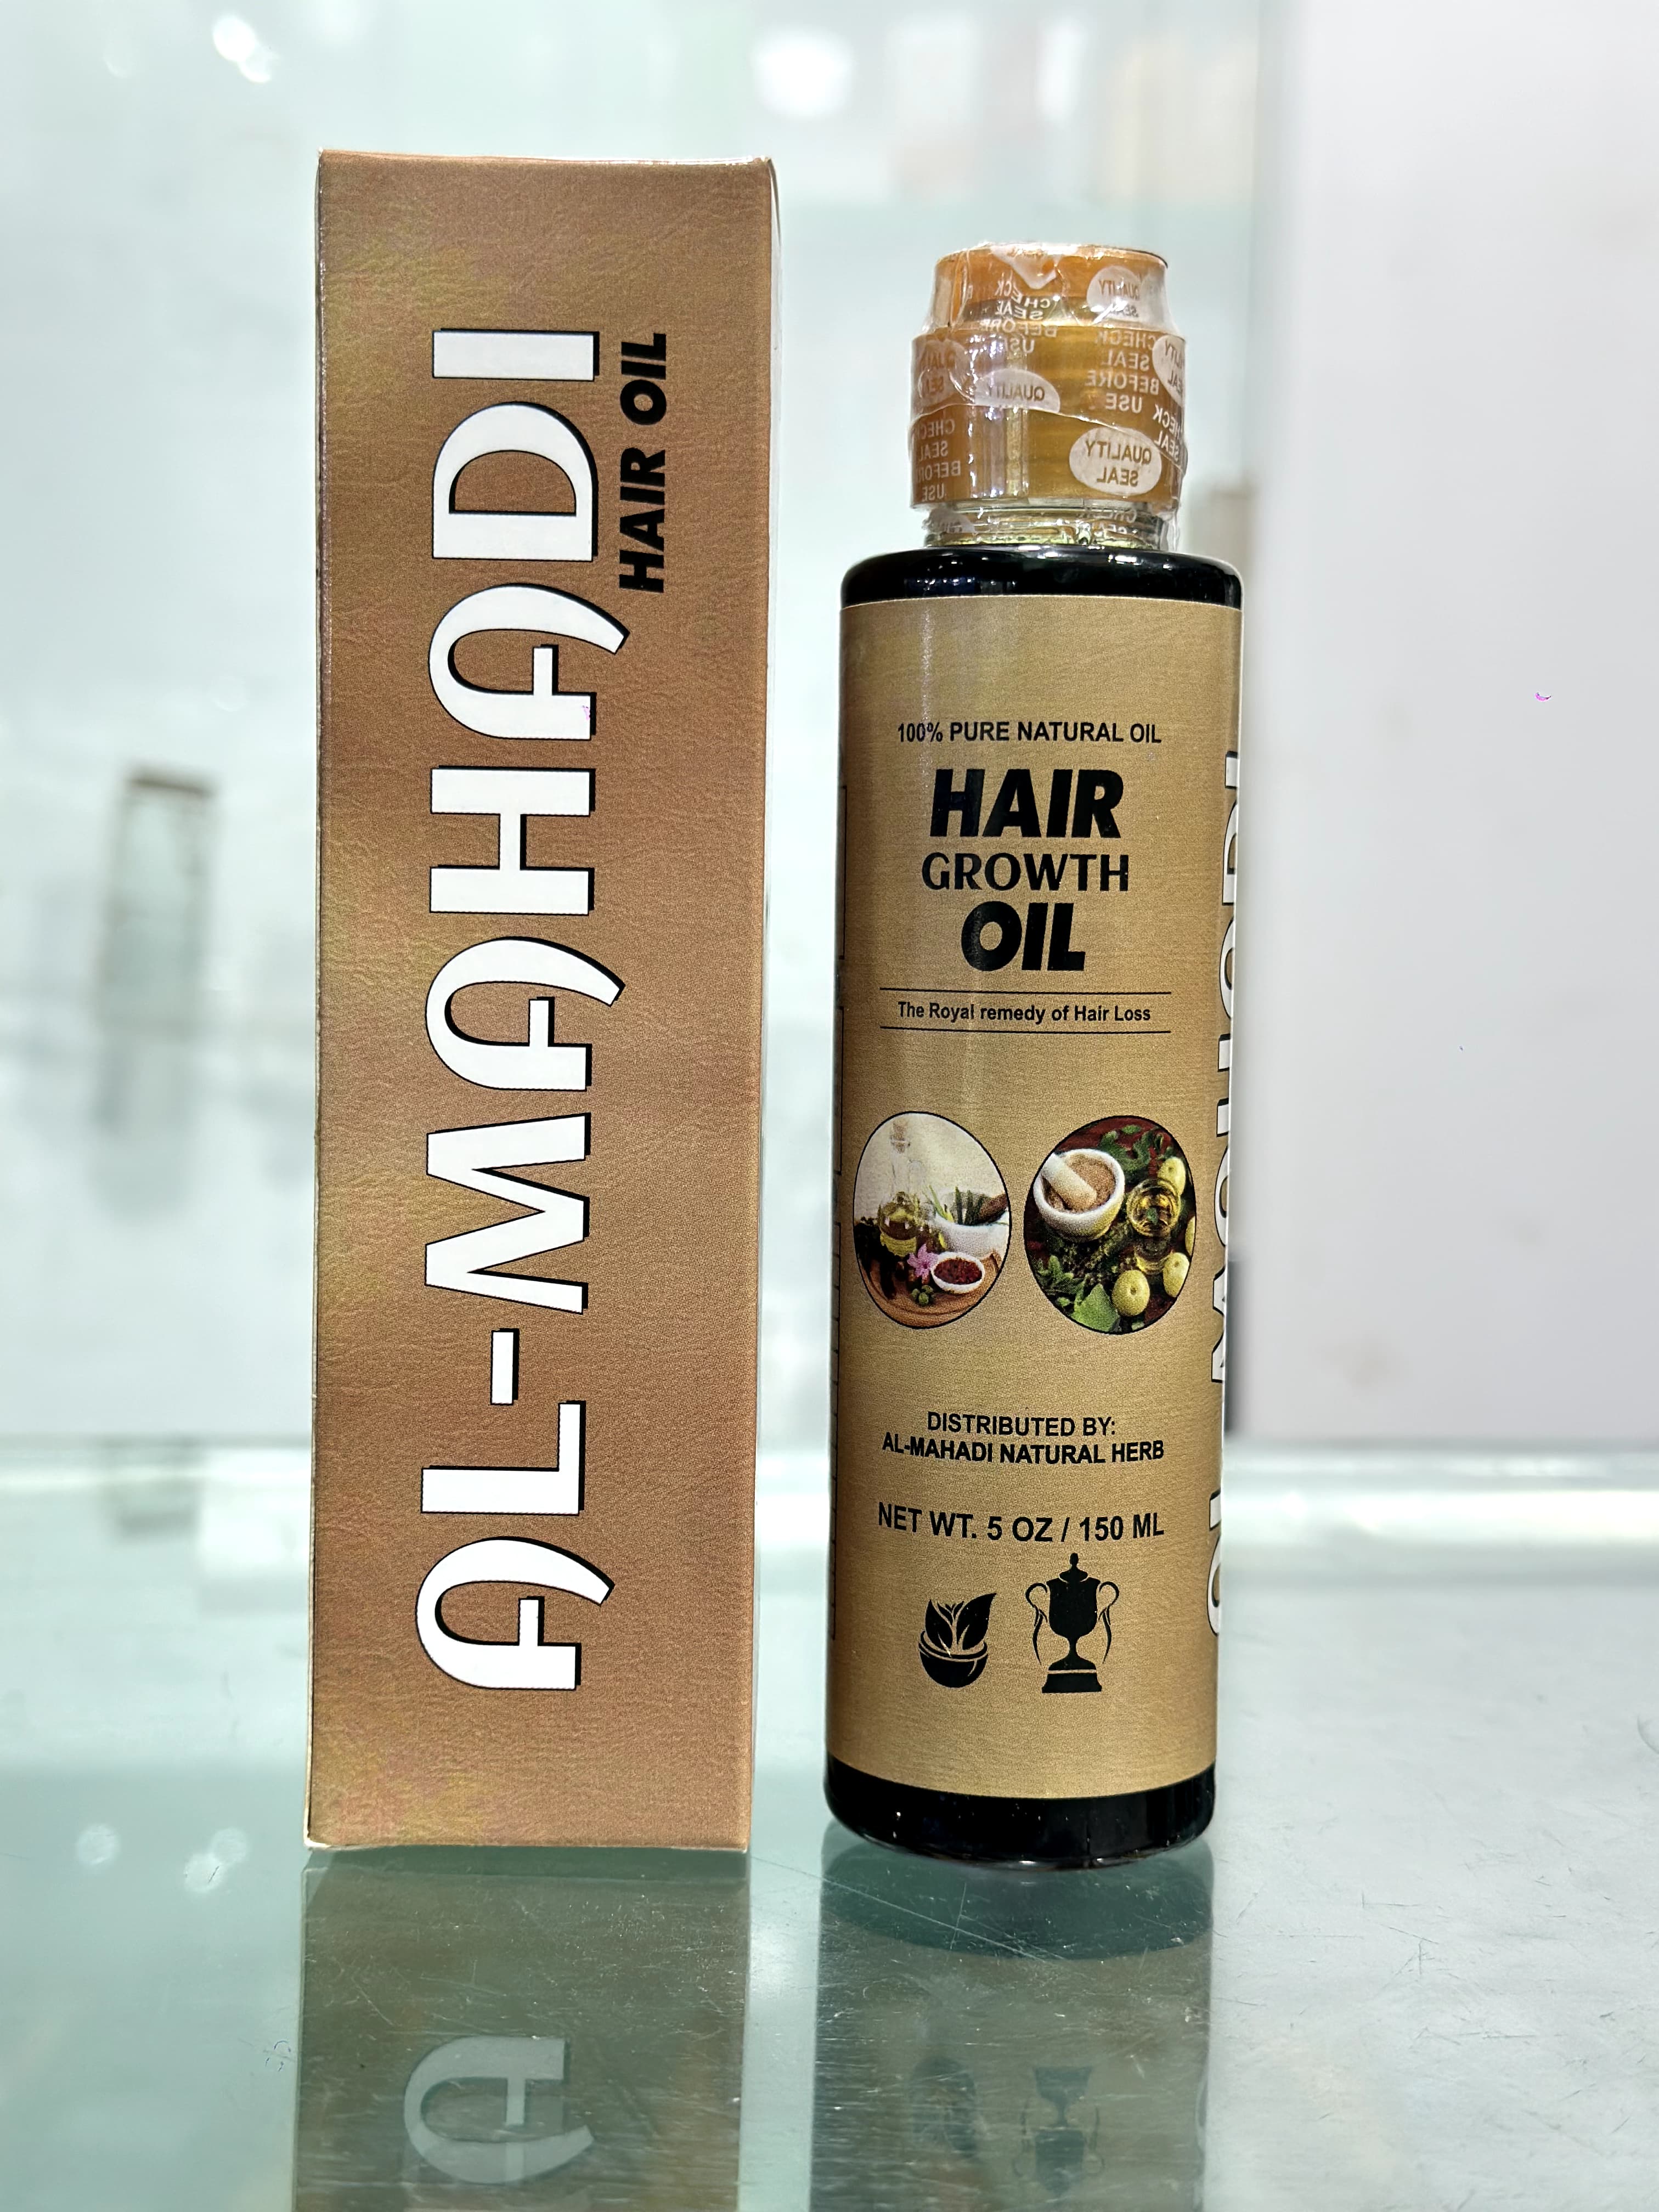 AL-MAHADI
HAIR OIL
QUALITY
SEAL
CHECK
SEAL
BEFORE
USE
100% PURE NATURAL OIL
HAIR
GROWTH
OIL
The Royal remedy of Hair Loss
DISTRIBUTED BY:
AL-MAHADI NATURAL HERB
NET WT. 5 OZ / 150 ML